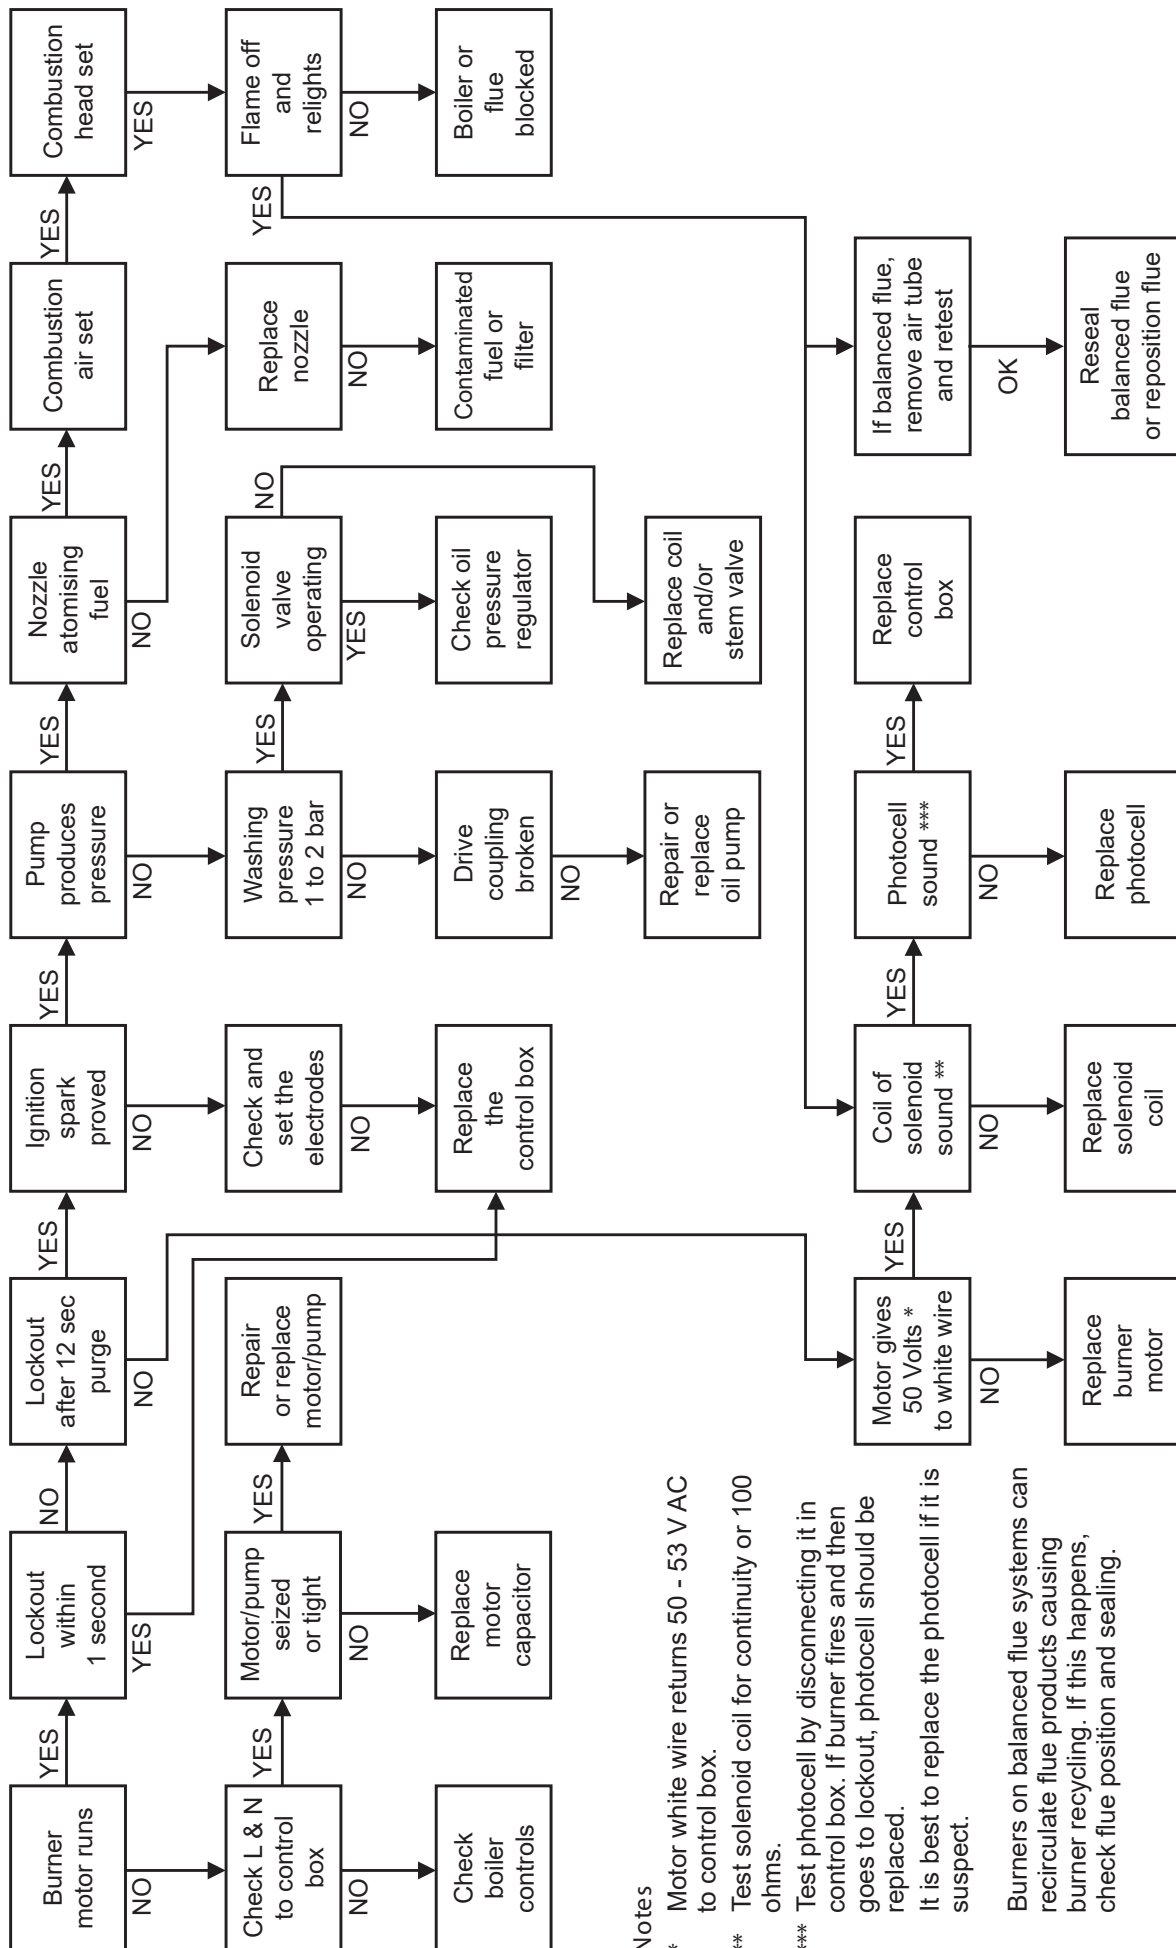 Burner
motor runs
YES
NO
Lockout
within
1 second
NO
YES
Lockout
after 12 sec
purge
YES
NO
Ignition
spark
proved
YES
NO
Pump
produces
pressure
YES
NO
Nozzle
atomising
fuel
YES
NO
Combustion
air set
YES
Combustion
head set
YES
Check L & N
to control
box
YES
NO
Motor/pump
seized
or tight
YES
NO
Repair
or replace
motor/pump
Check and
set the
electrodes
NO
Washing
pressure
1 to 2 bar
YES
NO
Solenoid
valve
operating
NO
YES
Replace
nozzle
NO
Flame off
and
relights
YES
NO
Check
boiler
controls
Replace
motor
capacitor
Replace
the
control box
Drive
coupling
broken
NO
Check oil
pressure
regulator
Contaminated
fuel or
filter
Boiler or
flue
blocked
Repair or
replace
oil pump
Replace coil
and/or
stem valve
Motor gives
50 Volts *
to white wire
YES
NO
Coil of
solenoid
sound **
YES
NO
Photocell
sound ***
YES
NO
Replace
control
box
If balanced flue,
remove air tube
and retest
OK
Replace
burner
motor
Replace
solenoid
coil
Replace
photocell
Reseal
balanced flue
or reposition flue
Notes
* Motor white wire returns 50 - 53 V AC
to control box.
** Test solenoid coil for continuity or 100
ohms.
*** Test photocell by disconnecting it in
control box. If burner fires and then
goes to lockout, photocell should be
replaced.
It is best to replace the photocell if it is
suspect.
Burners on balanced flue systems can
recirculate flue products causing
burner recycling. If this happens,
check flue position and sealing.